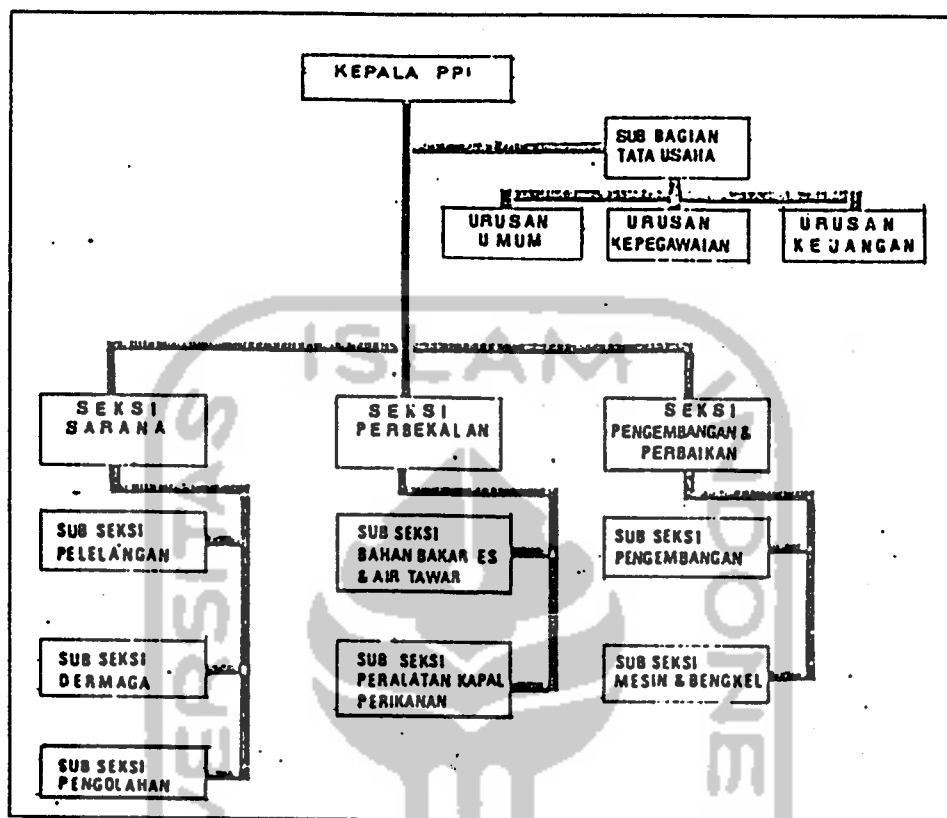 KEPALA PPI
SUB BAGIAN
TATA USAHA
URUSAN
UMUM
URUSAN
KEPEGAWAIAN
URUSAN
KEUANGAN
SEKSI
SARANA
SEKSI
PERBEKALAN
SEKSI
PENGEMBANGAN &
PERBAIKAN
SUB SEKSI
PELELANGAN
SUB SEKSI
BAHAN BAKAR ES
& AIR TAWAR
SUB SEKSI
PENGEMBANGAN
SUB SEKSI
DERMAGA
SUB SEKSI
PERALATAN KAPAL
PERIKANAN
SUB SEKSI
MESIN & BENGKEL
SUB SEKSI
PENGOLAHAN
ISLAM